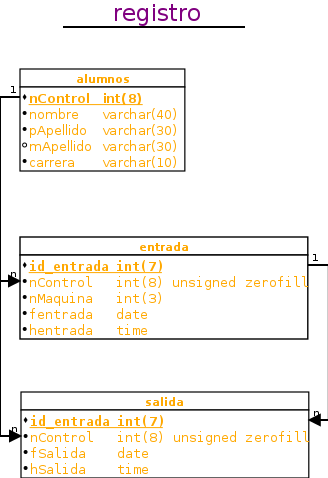 registro
alumnos
1
nControl int(8)
nombre varchar(40)
pApellido varchar(30)
mApellido varchar(30)
carrera varchar(10)
entrada
1
id_entrada int(7)
n nControl int(8) unsigned zerofill
nMaquina int(3)
fentrada date
hentrada time
salida
n
id_entrada int(7)
n nControl int(8) unsigned zerofill
fSalida date
hSalida time